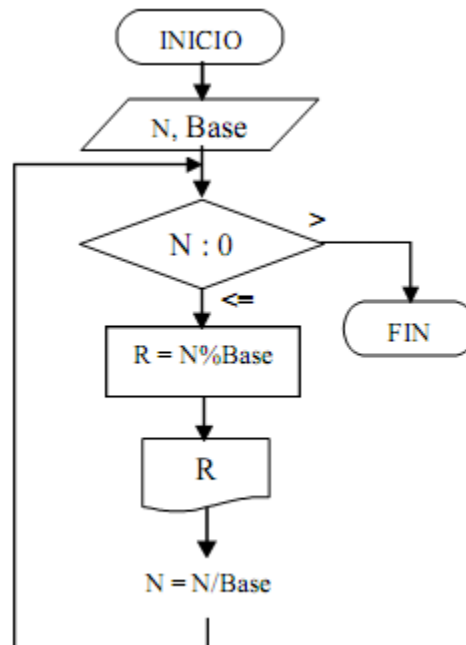 INICIO
N, Base
N : 0
>
<=
FIN
R = N%Base
R
N = N/Base